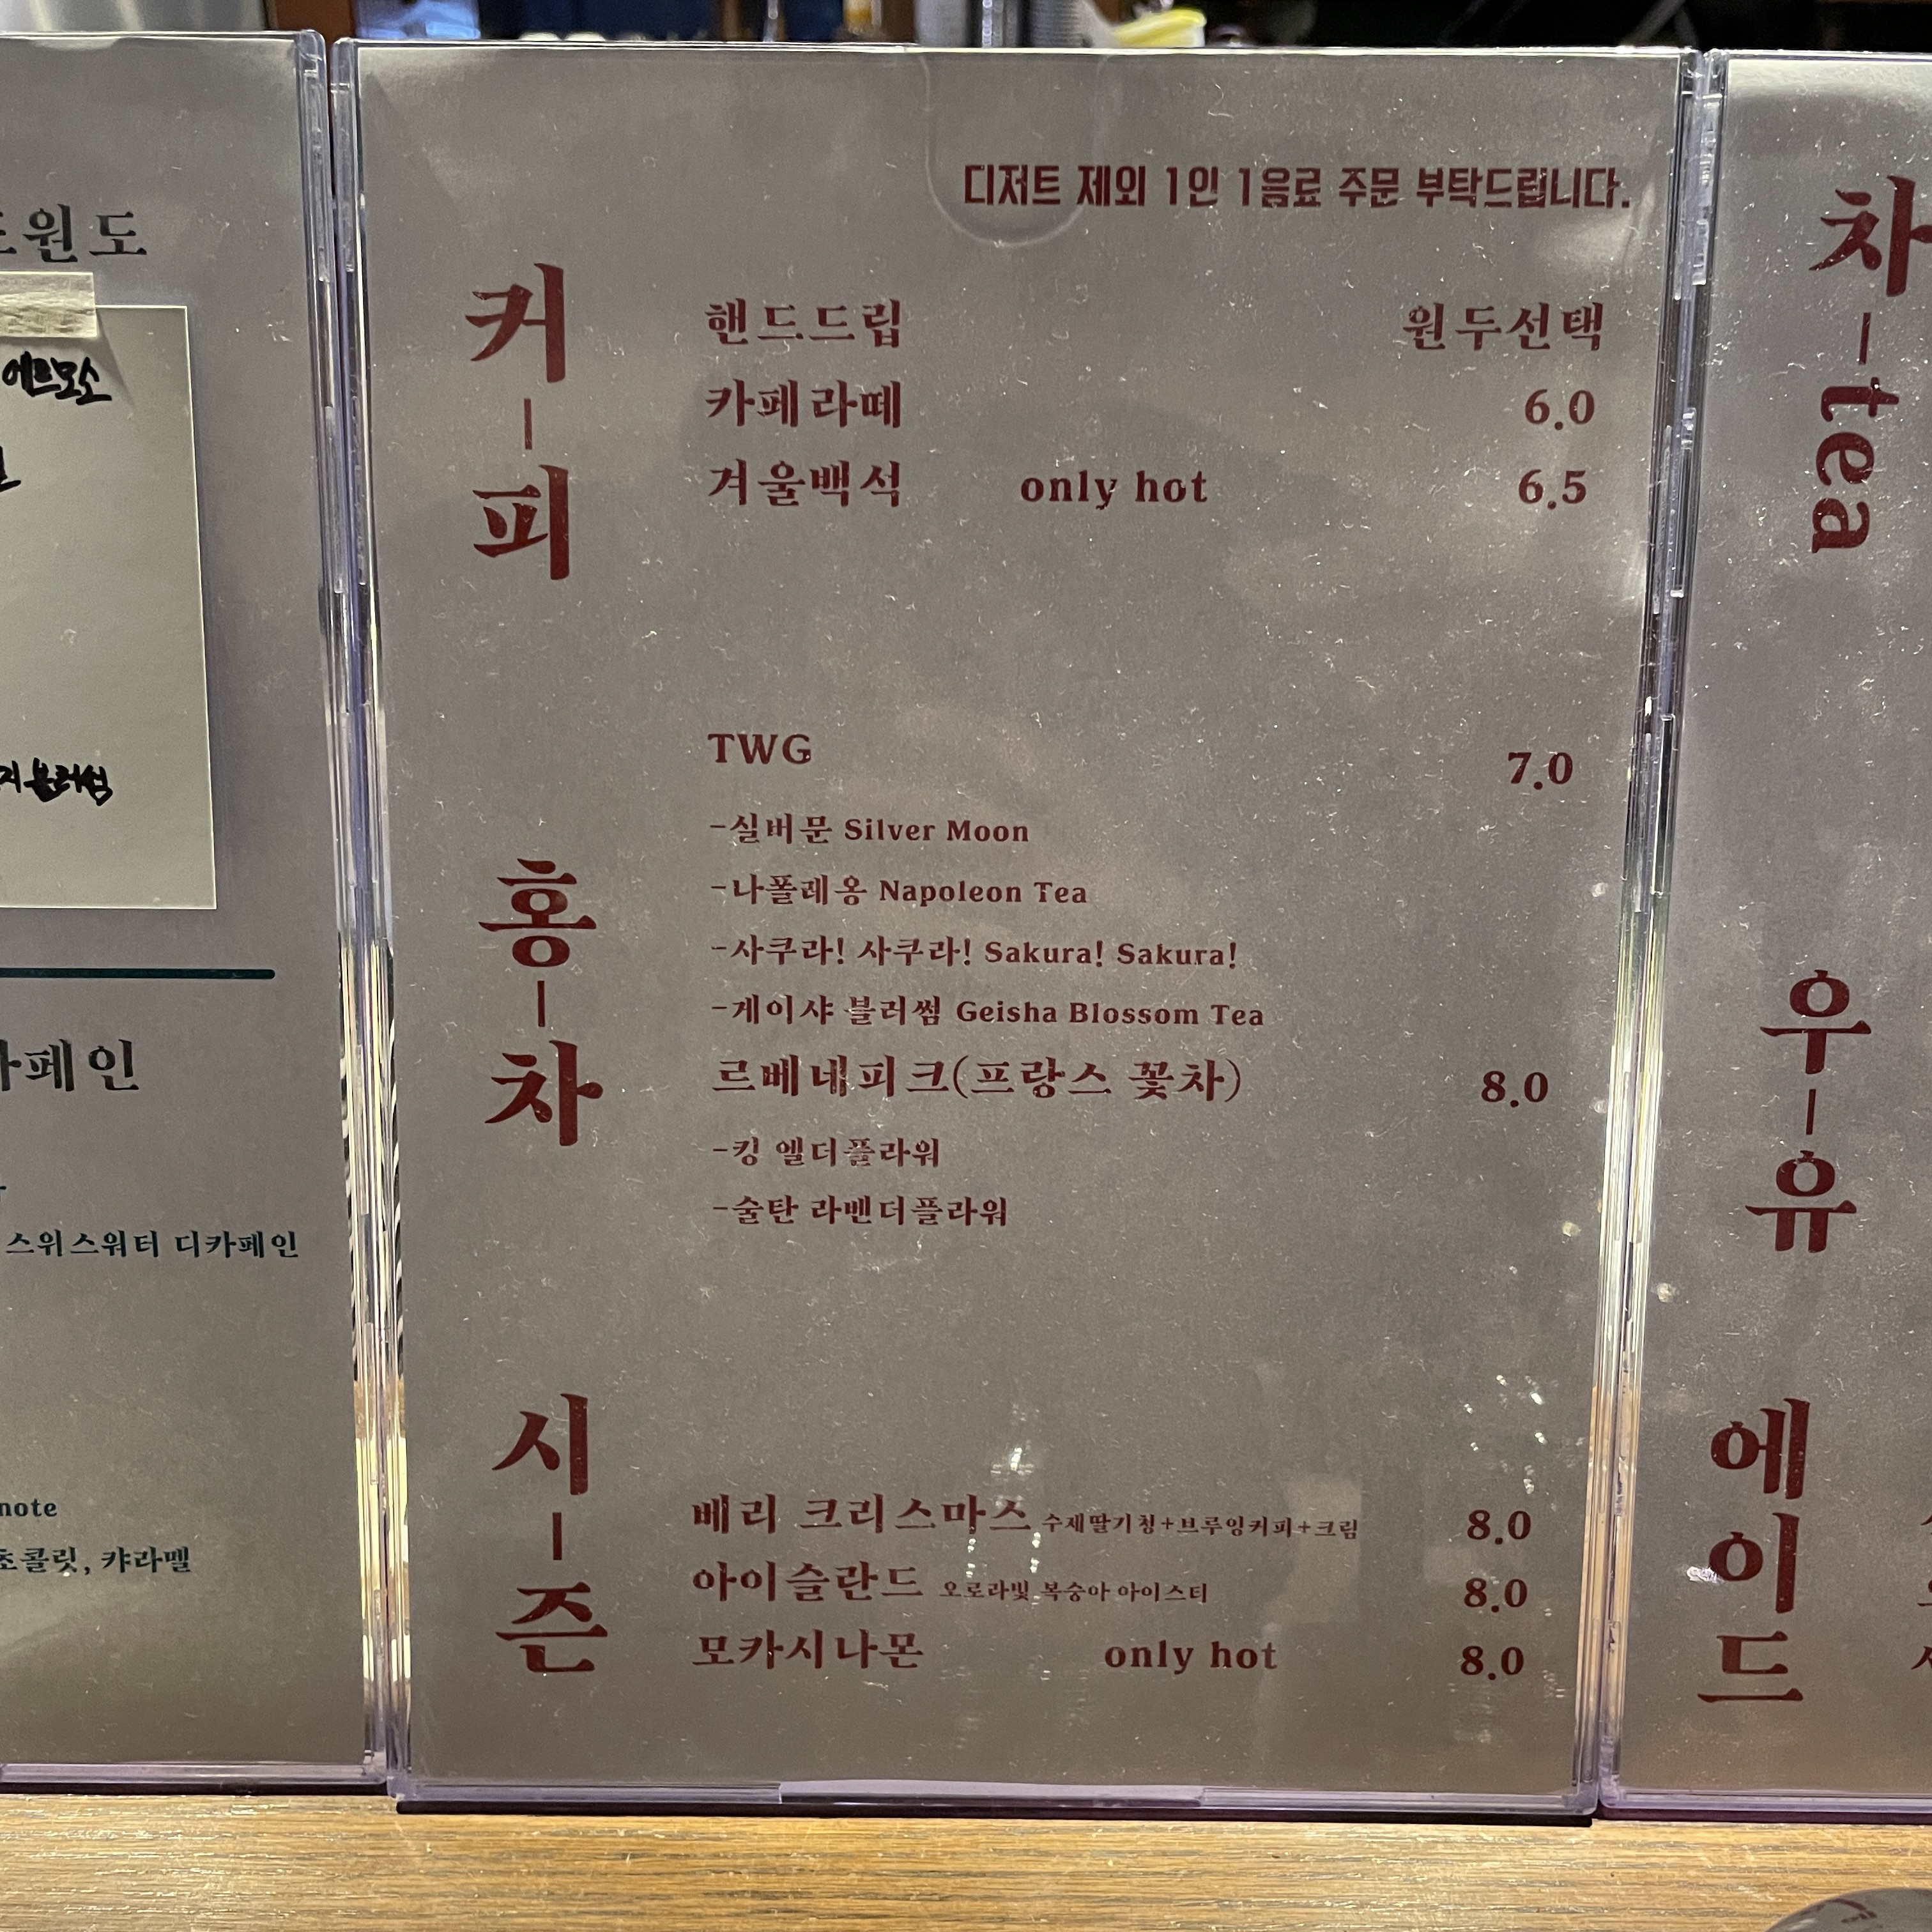 원도
에르모소
블러썸
카페인
스위스워터 디카페인
note
초콜릿, 캬라멜
디저트 제외 1인 1음료 주문 부탁드립니다.
커-피
핸드드립 원두선택
카페라떼 6.0
겨울백석 only hot 6.5
홍-차
TWG 7.0
-실버문 Silver Moon
-나폴레옹 Napoleon Tea
-사쿠라! 사쿠라! Sakura! Sakura!
-게이샤 블러썸 Geisha Blossom Tea
르베네피크(프랑스 꽃차) 8.0
-킹 엘더플라워
-술탄 라벤더플라워
시-즌
베리 크리스마스 수제딸기청+브루잉커피+크림 8.0
아이슬란드 오로라빛 복숭아 아이스티 8.0
모카시나몬 only hot 8.0
차-tea
우-유
에이드